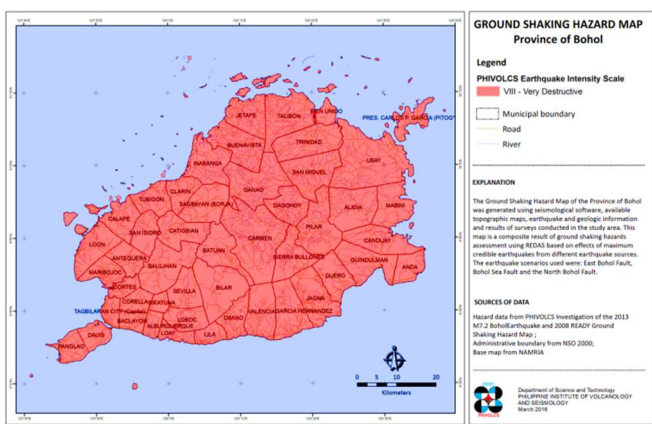 GROUND SHAKING HAZARD MAP
Province of Bohol
Legend
PHIVOLCS Earthquake Intensity Scale
VIII - Very Destructive
Municipal boundary
Road
River
EXPLANATION
The Ground Shaking Hazard Map of the Province of Bohol
was generated using seismological software, available
topographic maps, earthquake and geologic information
and results of surveys conducted in the study area. This
map is a composite result of ground shaking hazards
assessment using REDAS based on effects of maximum
credible earthquakes from different earthquake sources.
The earthquake scenarios used were: East Bohol Fault,
Bohol Sea Fault and the North Bohol Fault.
SOURCES OF DATA
Hazard data from PHIVOLCS Investigation of the 2013
M7.2 BoholEarthquake and 2008 READY Ground
Shaking Hazard Map ;
Administrative boundary from NSO 2000;
Base map from NAMRIA
PHIVOLCS
Department of Science and Technology
PHILIPPINE INSTITUTE OF VOLCANOLOGY
AND SEISMOLOGY
March 2016
JETAFE
TALIBON
BIEN UNIDO
PRES. CARLOS P. GARCIA (PITOGO)
BUENAVISTA
TRINIDAD
INABANGA
UBAY
SAN MIGUEL
CLARIN
DANAO
TUBIGON
SAGBAYAN (BORJA)
DAGOHOY
ALICIA
MABINI
CALAPE
PILAR
SAN ISIDRO
CATIGBIAN
CARMEN
CANDIJAY
LOON
BATUAN
ANTEQUERA
SIERRA BULLONES
GUINDULMAN
ANDA
MARIBOJOC
BALILIHAN
DUERO
CORTES
SEVILLA
BILAR
CORELLA
SIKATUNA
JAGNA
TAGBILARAN CITY (Capital)
VALENCIA
GARCIA HERNANDEZ
BACLAYON
LOBOC
DIMIAO
ALBURQUERQUE
LOAY
LILA
DAUIS
PANGLAO
0 5 10 20
Kilometers